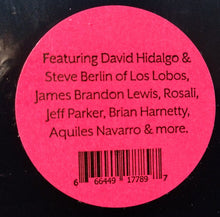 Featuring David Hidalgo &
Steve Berlin of Los Lobos,
James Brandon Lewis, Rosali,
Jeff Parker, Brian Harnetty,
Aquiles Navarro & more.
6 66449 17789 7